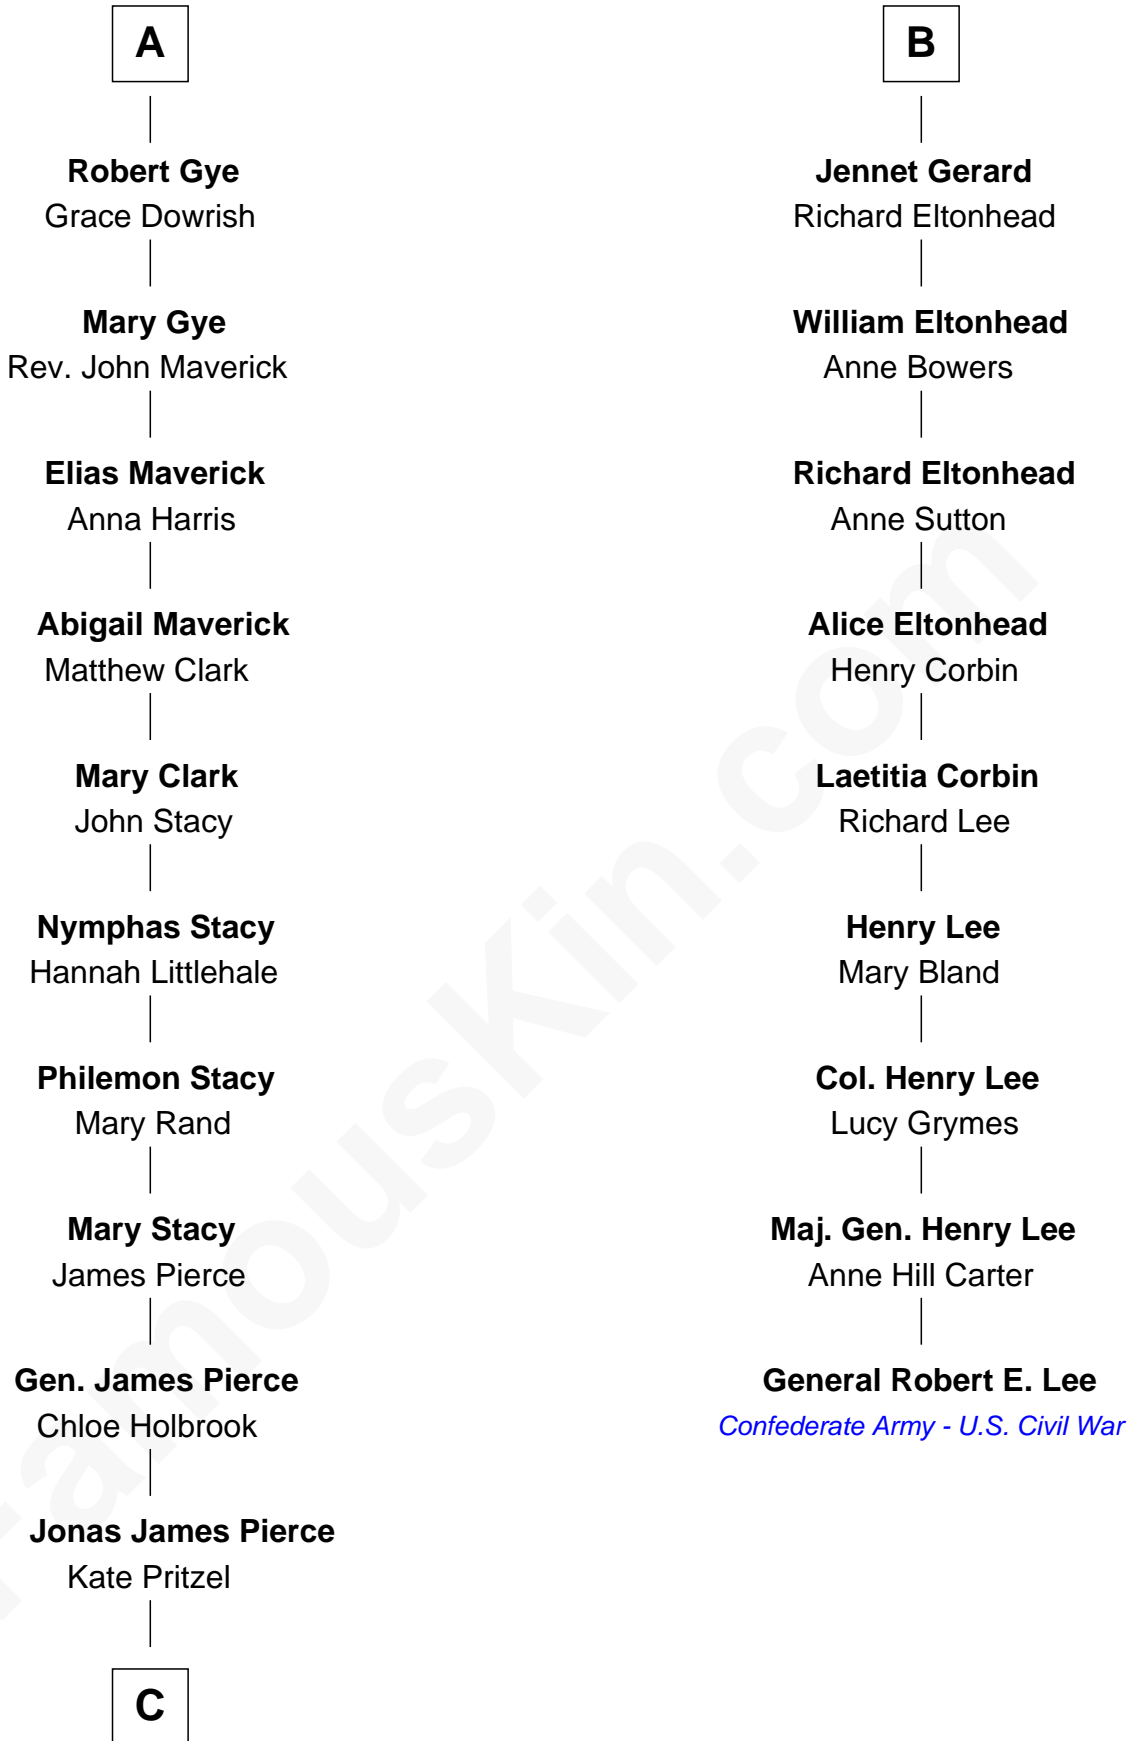 A
Robert Gye
Grace Dowrish
Mary Gye
Rev. John Maverick
Elias Maverick
Anna Harris
Abigail Maverick
Matthew Clark
Mary Clark
John Stacy
Nymphas Stacy
Hannah Littlehale
Philemon Stacy
Mary Rand
Mary Stacy
James Pierce
Gen. James Pierce
Chloe Holbrook
Jonas James Pierce
Kate Pritzel
C
B
Jennet Gerard
Richard Eltonhead
William Eltonhead
Anne Bowers
Richard Eltonhead
Anne Sutton
Alice Eltonhead
Henry Corbin
Laetitia Corbin
Richard Lee
Henry Lee
Mary Bland
Col. Henry Lee
Lucy Grymes
Maj. Gen. Henry Lee
Anne Hill Carter
General Robert E. Lee
Confederate Army - U.S. Civil War
FamousKin.com